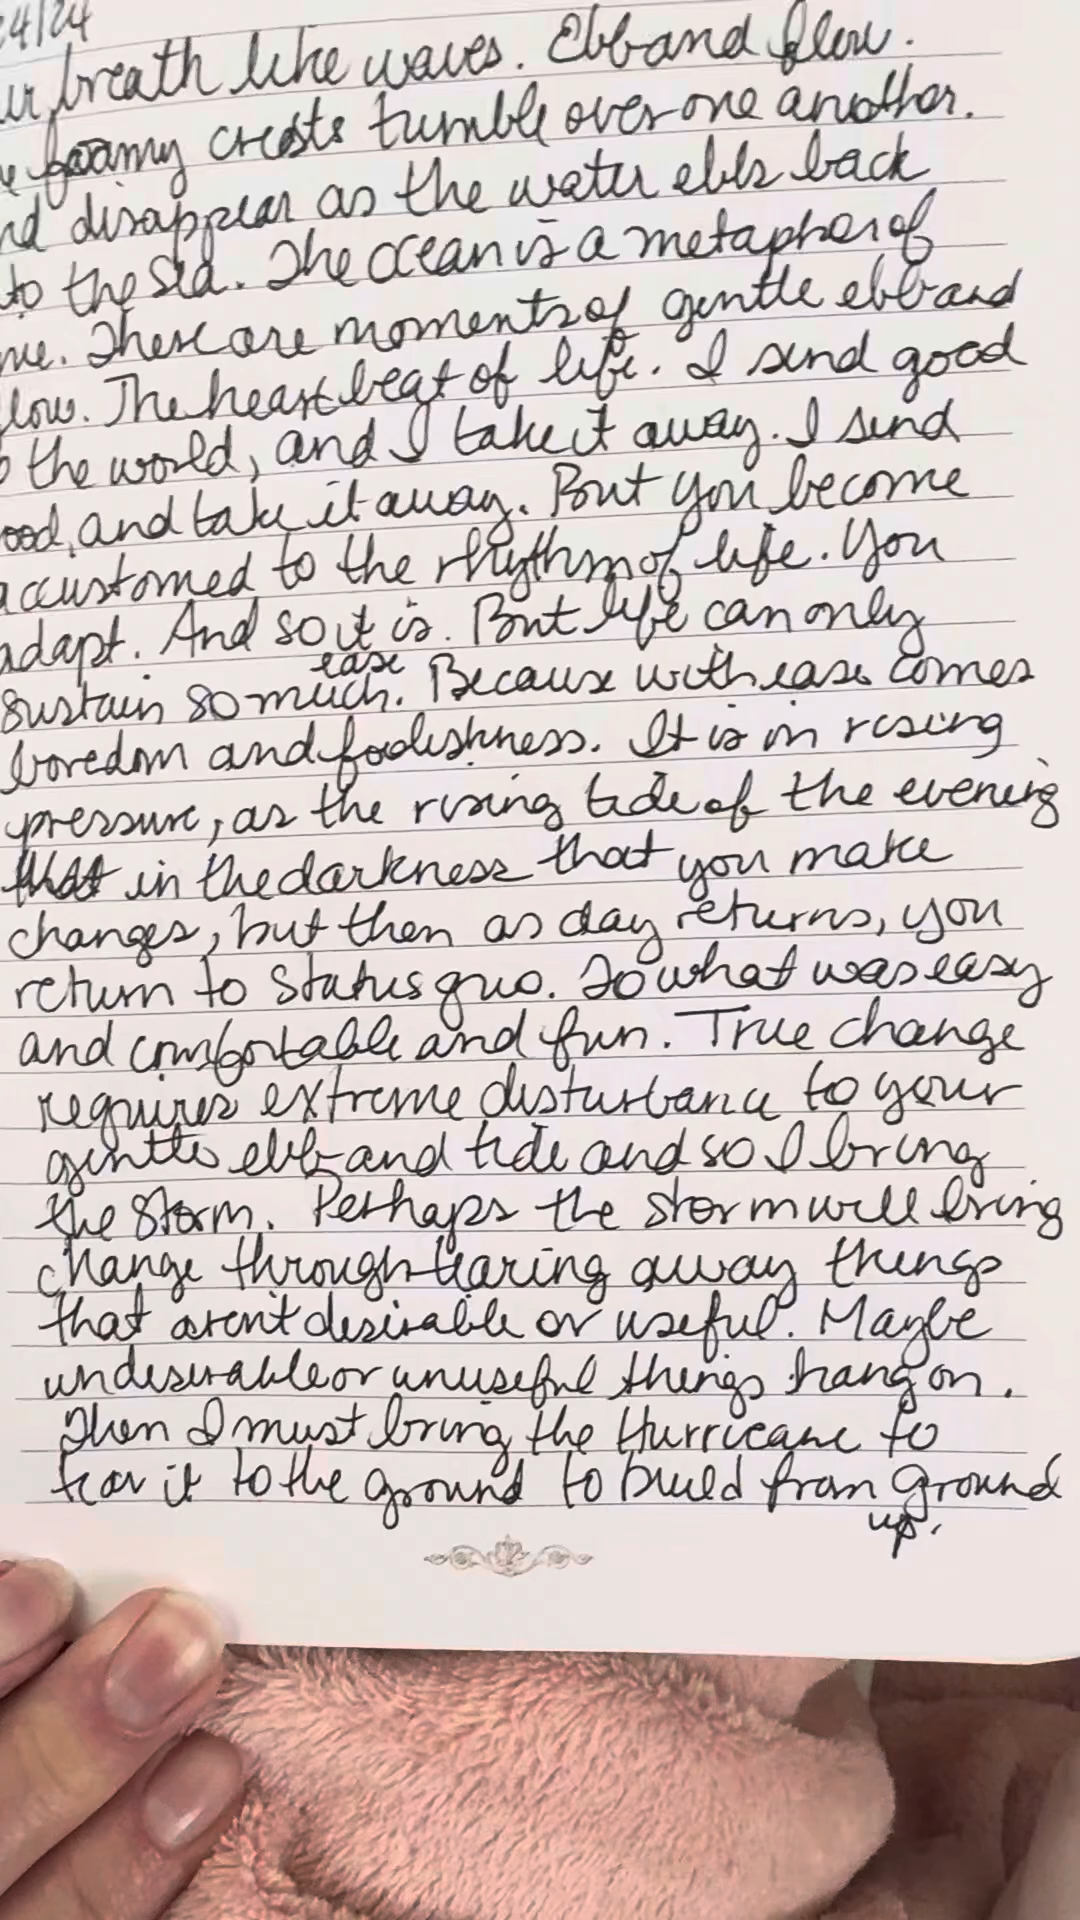 24/24
ur breath like waves. Ebb and flow.
foamy crests tumble over one another.
nd disappear as the water ebbs back
to the sea. The ocean is a metaphor of
me. There are moments of gentle ebb and
low. The heart beat of life. I send good
o the world, and I take it away. I send
ood, and take it away. But you become
accustomed to the rhythm of life. You
adapt. And so it is. But life can only
sustain so much ease. Because with ease comes
boredom and foolishness. It is in rising
pressure, as the rising tide of the evening
that in the darkness that you make
changes, but then as day returns, you
return to status quo. To what was easy
and comfortable and fun. True change
requires extreme disturbance to your
gentle ebb and tide and so I bring
the storm. Perhaps the storm will bring
change through tearing away things
that aren't desirable or useful. Maybe
undesirable or unuseful things hang on.
Then I must bring the Hurricane to
tear it to the ground to build from ground
up.